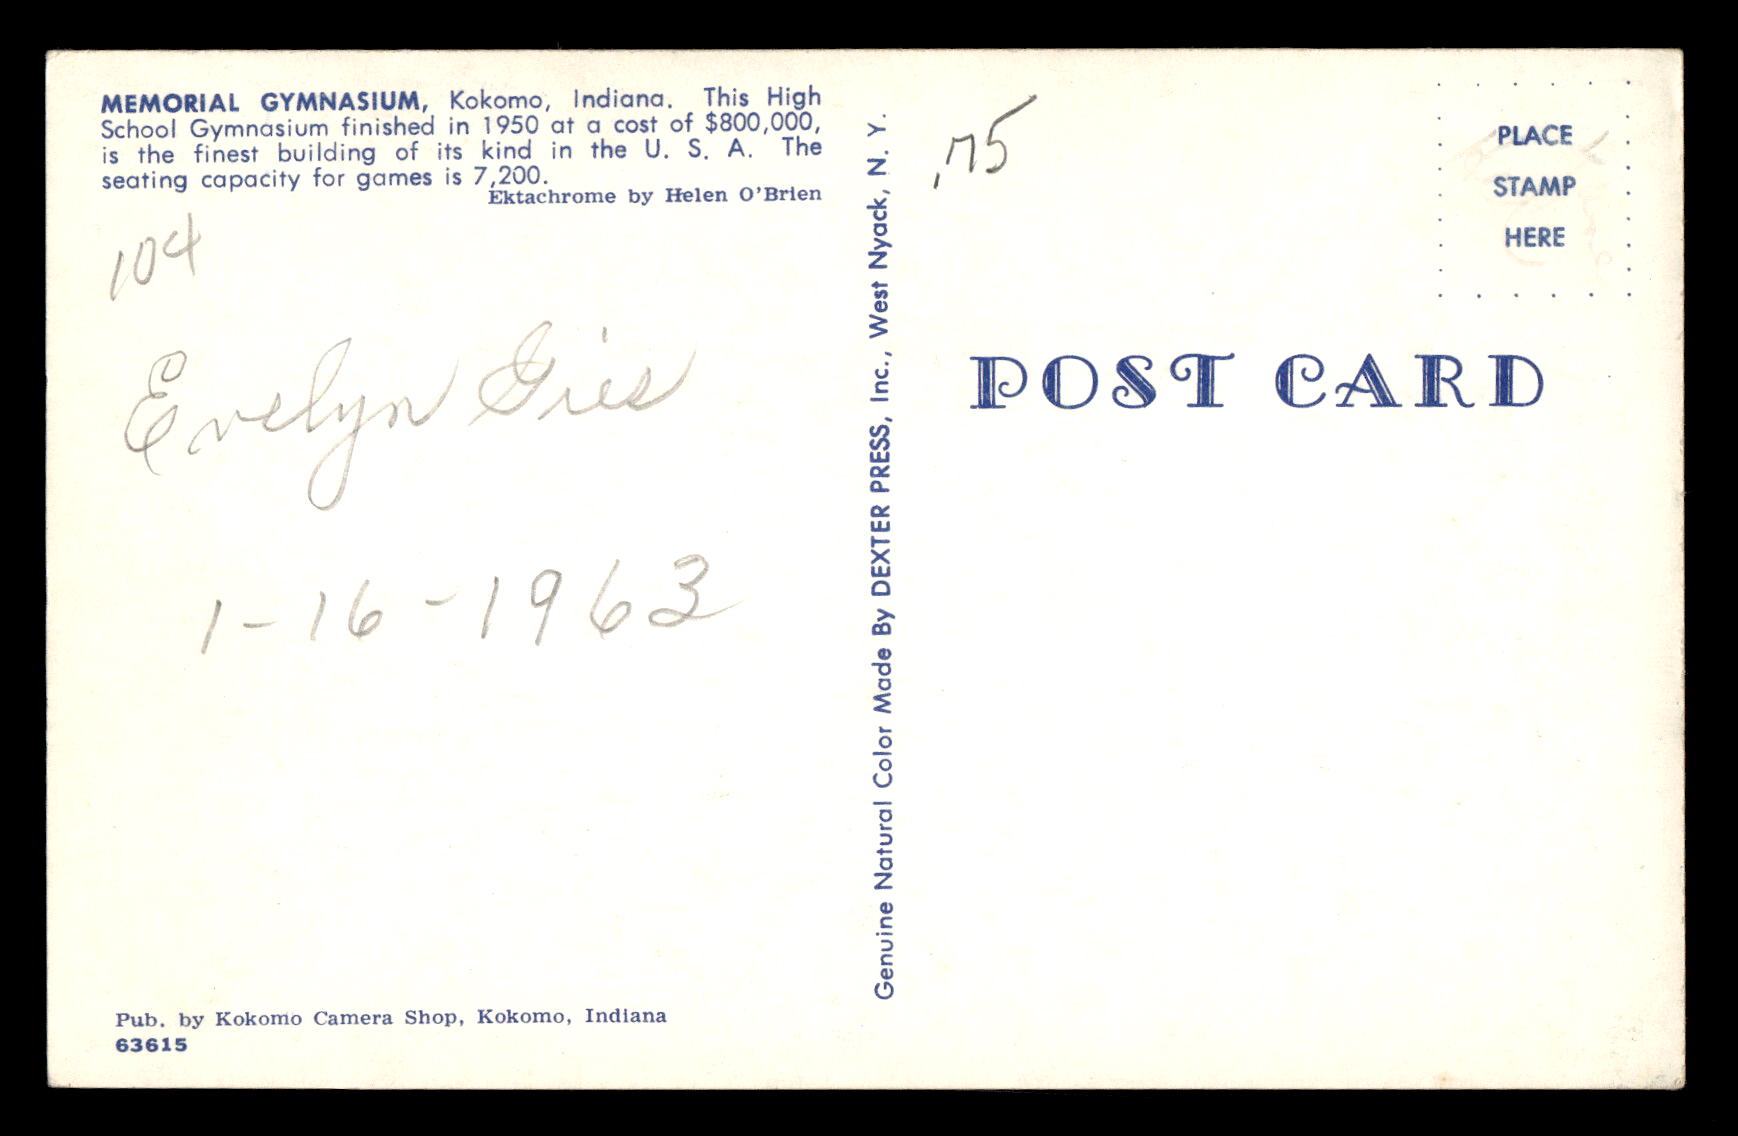 MEMORIAL GYMNASIUM, Kokomo, Indiana. This High
School Gymnasium finished in 1950 at a cost of $800,000,
is the finest building of its kind in the U. S. A. The
seating capacity for games is 7,200.
Ektachrome by Helen O'Brien
104
Evelyn Gies
1-16-1963
Pub. by Kokomo Camera Shop, Kokomo, Indiana
63615
Genuine Natural Color Made By DEXTER PRESS, Inc., West Nyack, N. Y.
.75
PLACE
STAMP
HERE
POST CARD